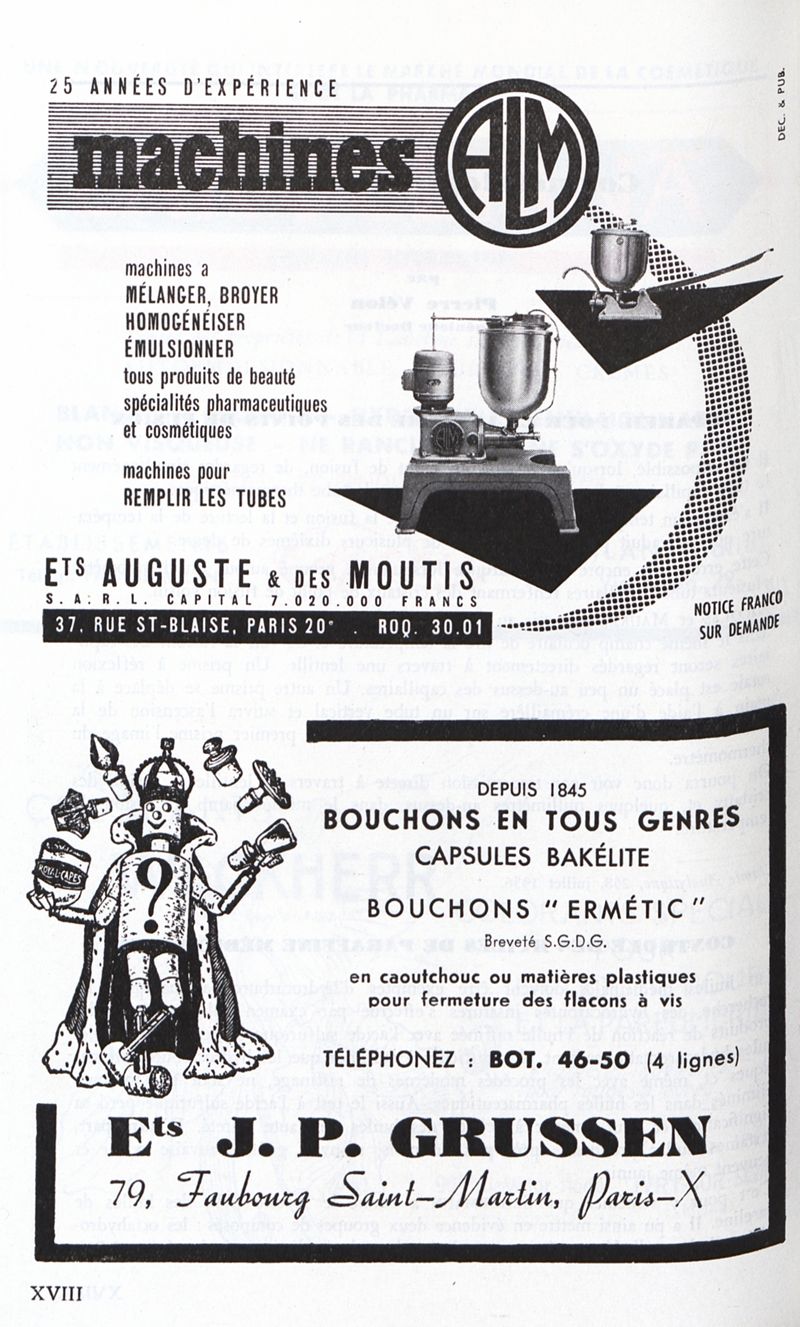 25 ANNÉES D'EXPÉRIENCE
machines ALM
DEC. & PUB.
machines a
MÉLANGER, BROYER
HOMOGÉNÉISER
ÉMULSIONNER
tous produits de beauté
spécialités pharmaceutiques
et cosmétiques
machines pour
REMPLIR LES TUBES
ALM
ETS AUGUSTE & DES MOUTIS
S.A.R.L. CAPITAL 7.020.000 FRANCS
37, RUE ST-BLAISE, PARIS 20e . ROQ. 30.01
NOTICE FRANCO
SUR DEMANDE
DEPUIS 1845
BOUCHONS EN TOUS GENRES
CAPSULES BAKÉLITE
BOUCHONS "ERMÉTIC"
Breveté S.G.D.G.
en caoutchouc ou matières plastiques
pour fermeture des flacons à vis
TÉLÉPHONEZ : BOT. 46-50 (4 lignes)
?
Ets J. P. GRUSSEN
79, Faubourg Saint-Martin, Paris-X
XVIII